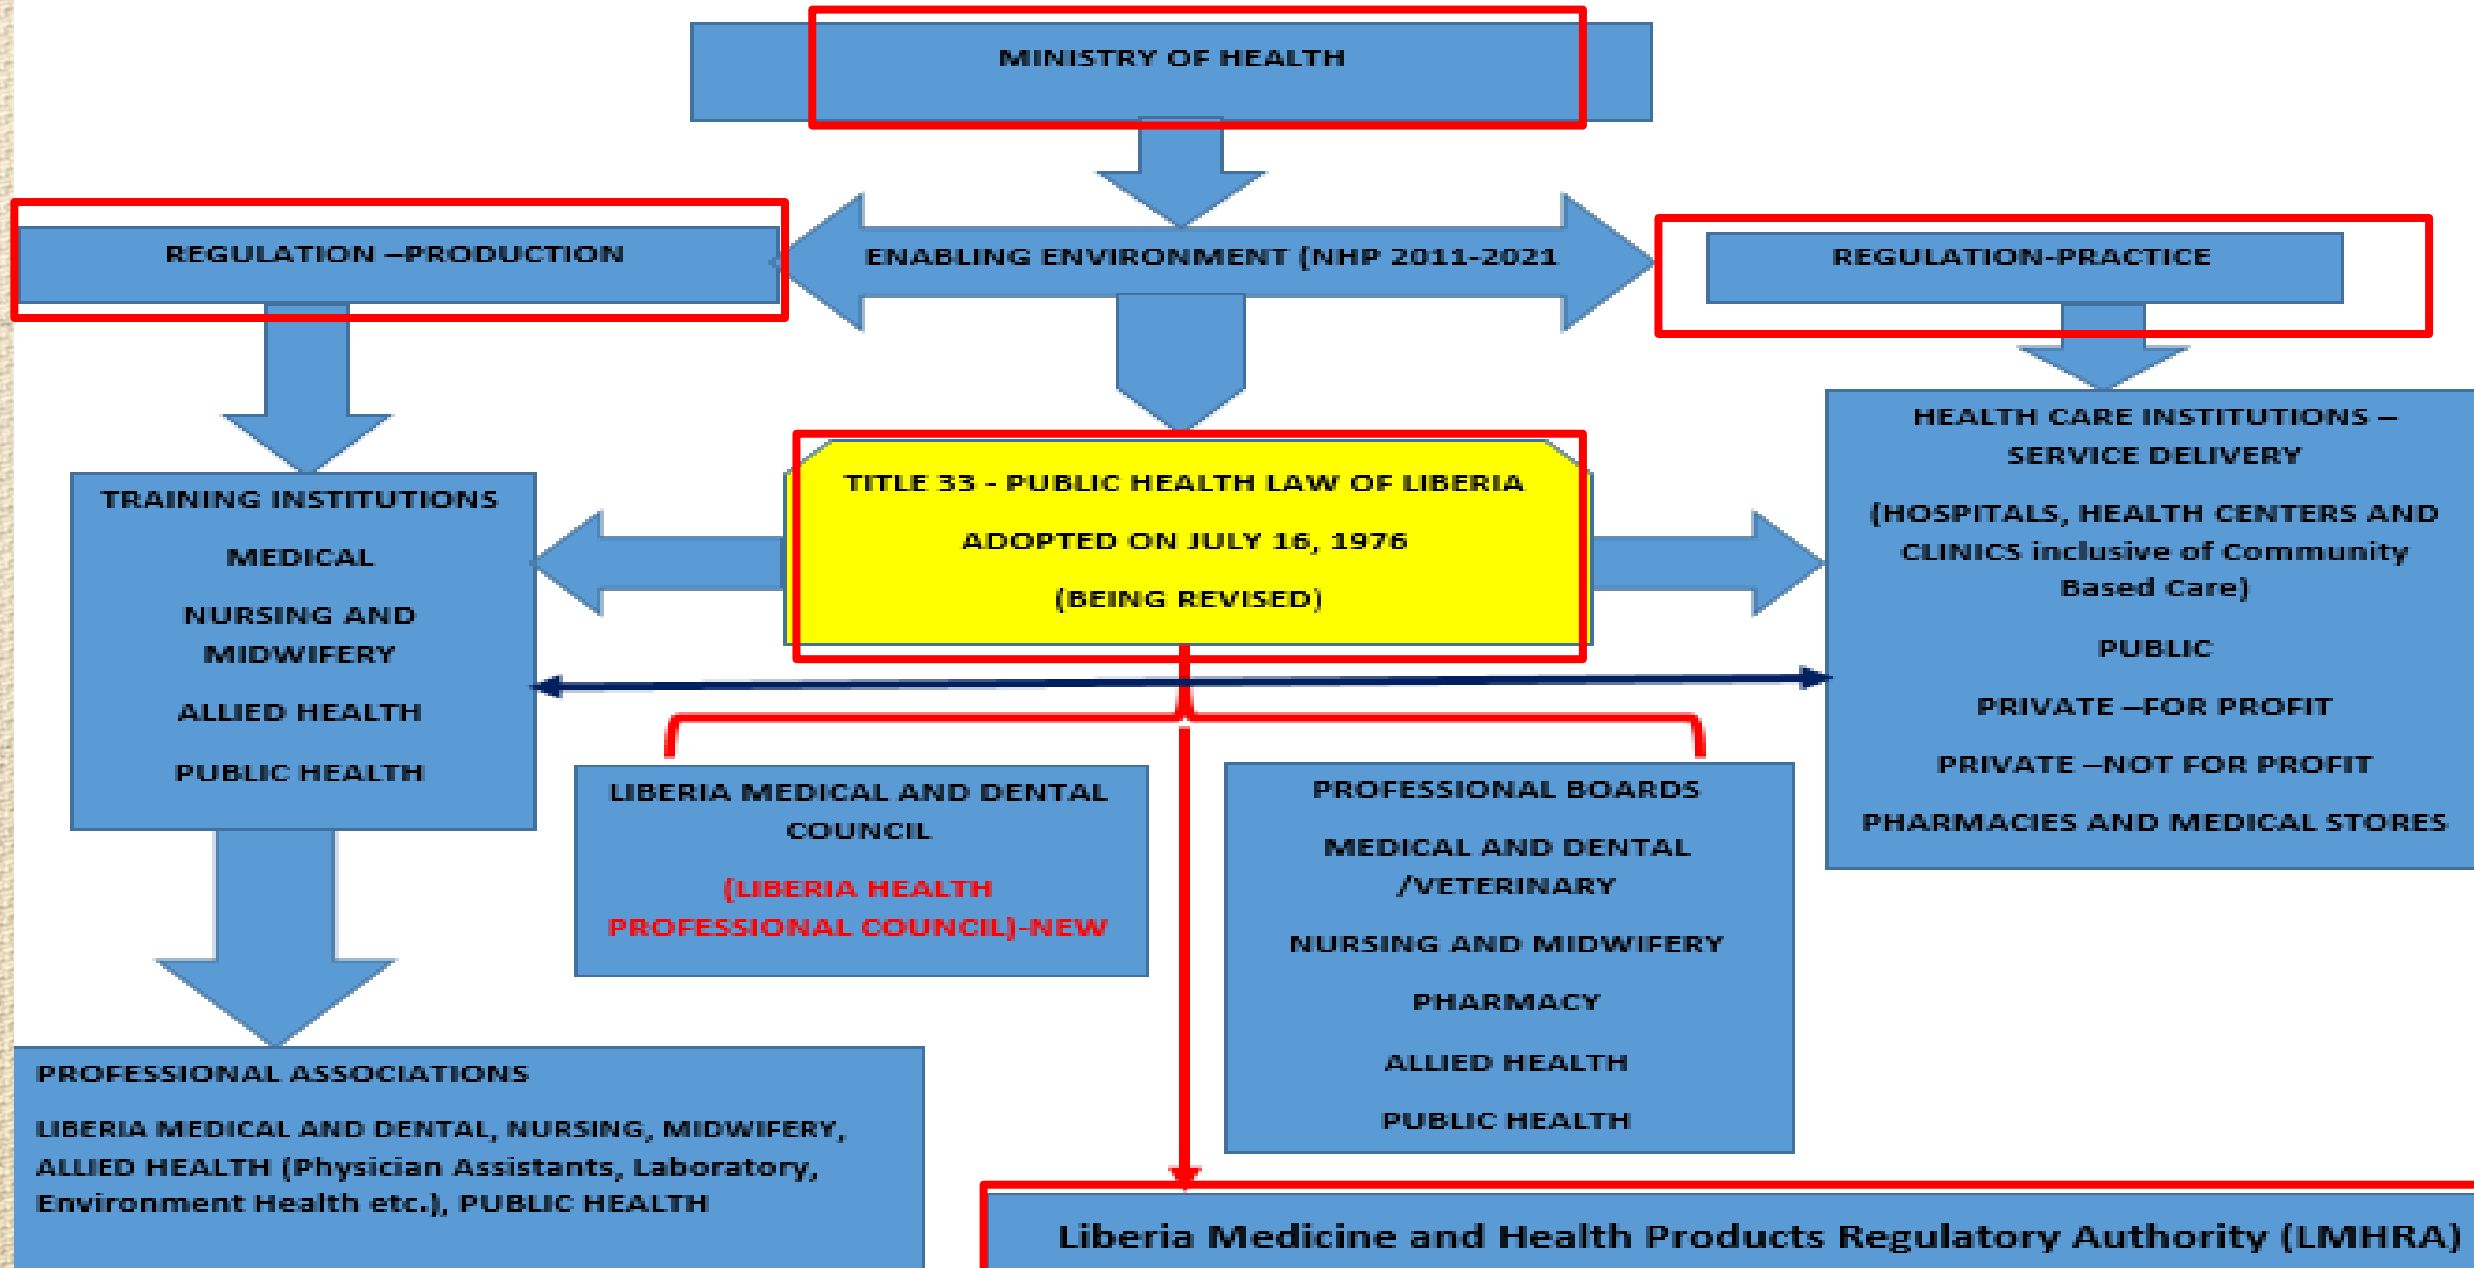 MINISTRY OF HEALTH
REGULATION –PRODUCTION
ENABLING ENVIRONMENT (NHP 2011-2021
REGULATION-PRACTICE
TITLE 33 - PUBLIC HEALTH LAW OF LIBERIA
ADOPTED ON JULY 16, 1976
(BEING REVISED)
TRAINING INSTITUTIONS
MEDICAL
NURSING AND
MIDWIFERY
ALLIED HEALTH
PUBLIC HEALTH
HEALTH CARE INSTITUTIONS –
SERVICE DELIVERY
(HOSPITALS, HEALTH CENTERS AND
CLINICS inclusive of Community
Based Care)
PUBLIC
PRIVATE –FOR PROFIT
PRIVATE –NOT FOR PROFIT
PHARMACIES AND MEDICAL STORES
LIBERIA MEDICAL AND DENTAL
COUNCIL
(LIBERIA HEALTH
PROFESSIONAL COUNCIL)-NEW
PROFESSIONAL BOARDS
MEDICAL AND DENTAL
/VETERINARY
NURSING AND MIDWIFERY
PHARMACY
ALLIED HEALTH
PUBLIC HEALTH
PROFESSIONAL ASSOCIATIONS
LIBERIA MEDICAL AND DENTAL, NURSING, MIDWIFERY,
ALLIED HEALTH (Physician Assistants, Laboratory,
Environment Health etc.), PUBLIC HEALTH
Liberia Medicine and Health Products Regulatory Authority (LMHRA)